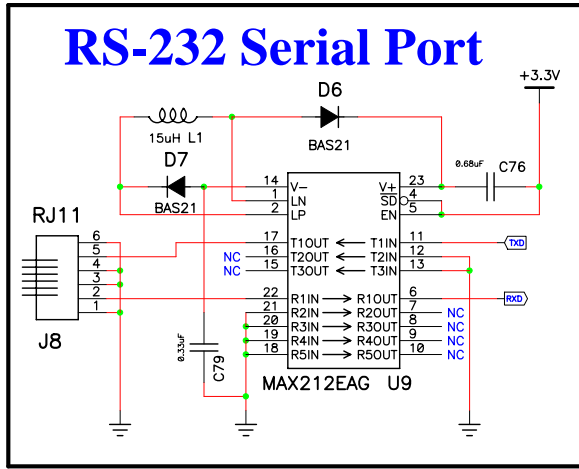 RS-232 Serial Port
+3.3V
D6
15uH L1
BAS21
D7
BAS21
0.68uF C76
14 V- V+ 23
1 LN SD 4
2 LP EN 5
RJ11
6
5
4
3
2
1
J8
17 T1OUT T1IN 11 TXD
NC 16 T2OUT T2IN 12
NC 15 T3OUT T3IN 13
22 R1IN R1OUT 6 RXD
21 R2IN R2OUT 7 NC
20 R3IN R3OUT 8 NC
19 R4IN R4OUT 9 NC
18 R5IN R5OUT 10 NC
0.33uF C79
MAX212EAG U9